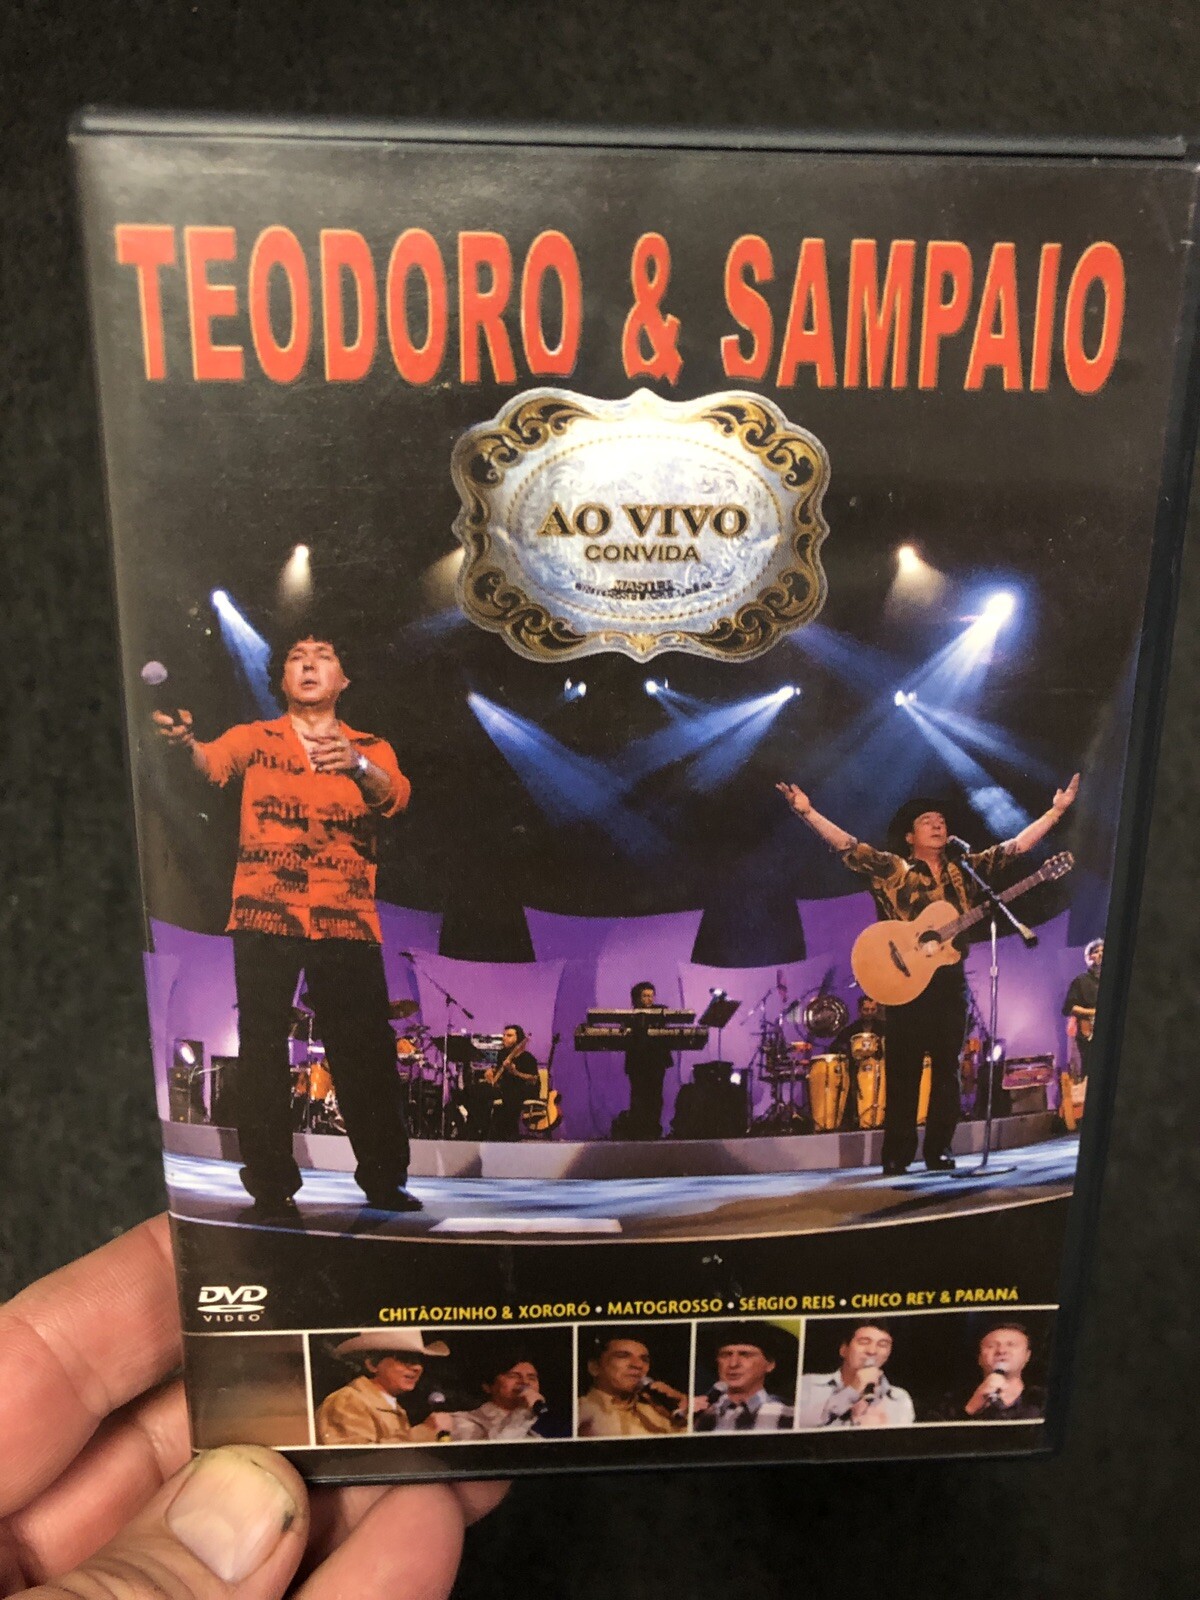 TEODORO & SAMPAIO
AO VIVO
CONVIDA
DVD
VIDEO
CHITÃOZINHO & XORORÓ • MATOGROSSO • SÉRGIO REIS • CHICO REY & PARANÁ